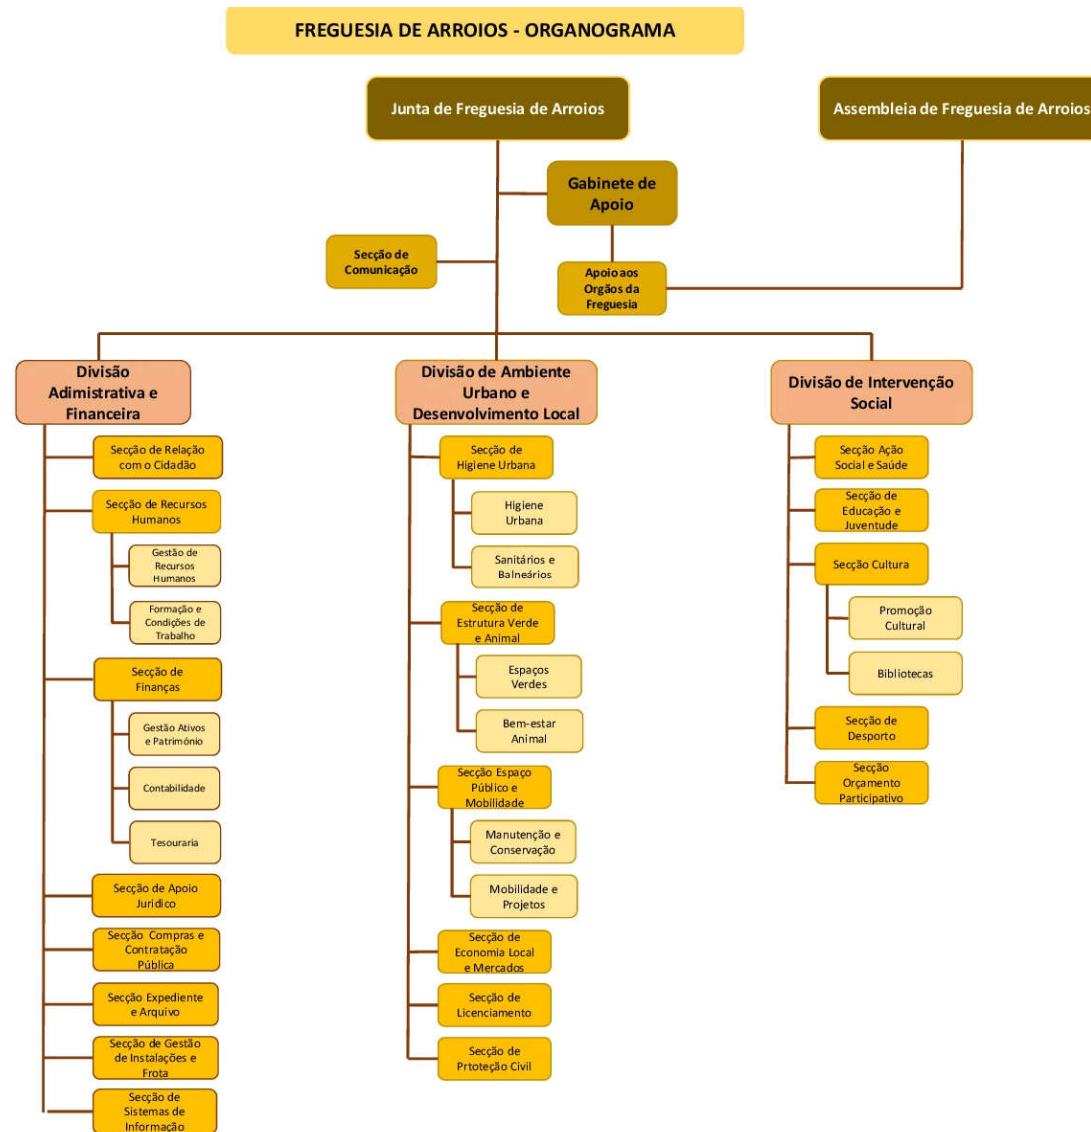 FREGUESIA DE ARROIOS - ORGANOGRAMA
Junta de Freguesia de Arroios
Assembleia de Freguesia de Arroios
Gabinete de
Apoio
Secção de
Comunicação
Apoio aos
Orgãos da
Freguesia
Divisão
Adimistrativa e
Financeira
Secção de Relação
com o Cidadão
Secção de Recursos
Humanos
Gestão de
Recursos
Humanos
Formação e
Condições de
Trabalho
Secção de
Finanças
Gestão Ativos
e Património
Contabilidade
Tesouraria
Secção de Apoio
Juridico
Secção Compras e
Contratação
Pública
Secção Expediente
e Arquivo
Secção de Gestão
de Instalações e
Frota
Secção de
Sistemas de
Informação
Divisão de Ambiente
Urbano e
Desenvolvimento Local
Secção de
Higiene Urbana
Higiene
Urbana
Sanitários e
Balneários
Secção de
Estrutura Verde
e Animal
Espaços
Verdes
Bem-estar
Animal
Secção Espaço
Público e
Mobilidade
Manutenção e
Conservação
Mobilidade e
Projetos
Secção de
Economia Local
e Mercados
Secção de
Licenciamento
Secção de
Prtoteção Civil
Divisão de Intervenção
Social
Secção Ação
Social e Saúde
Secção de
Educação e
Juventude
Secção Cultura
Promoção
Cultural
Bibliotecas
Secção de
Desporto
Secção
Orçamento
Participativo